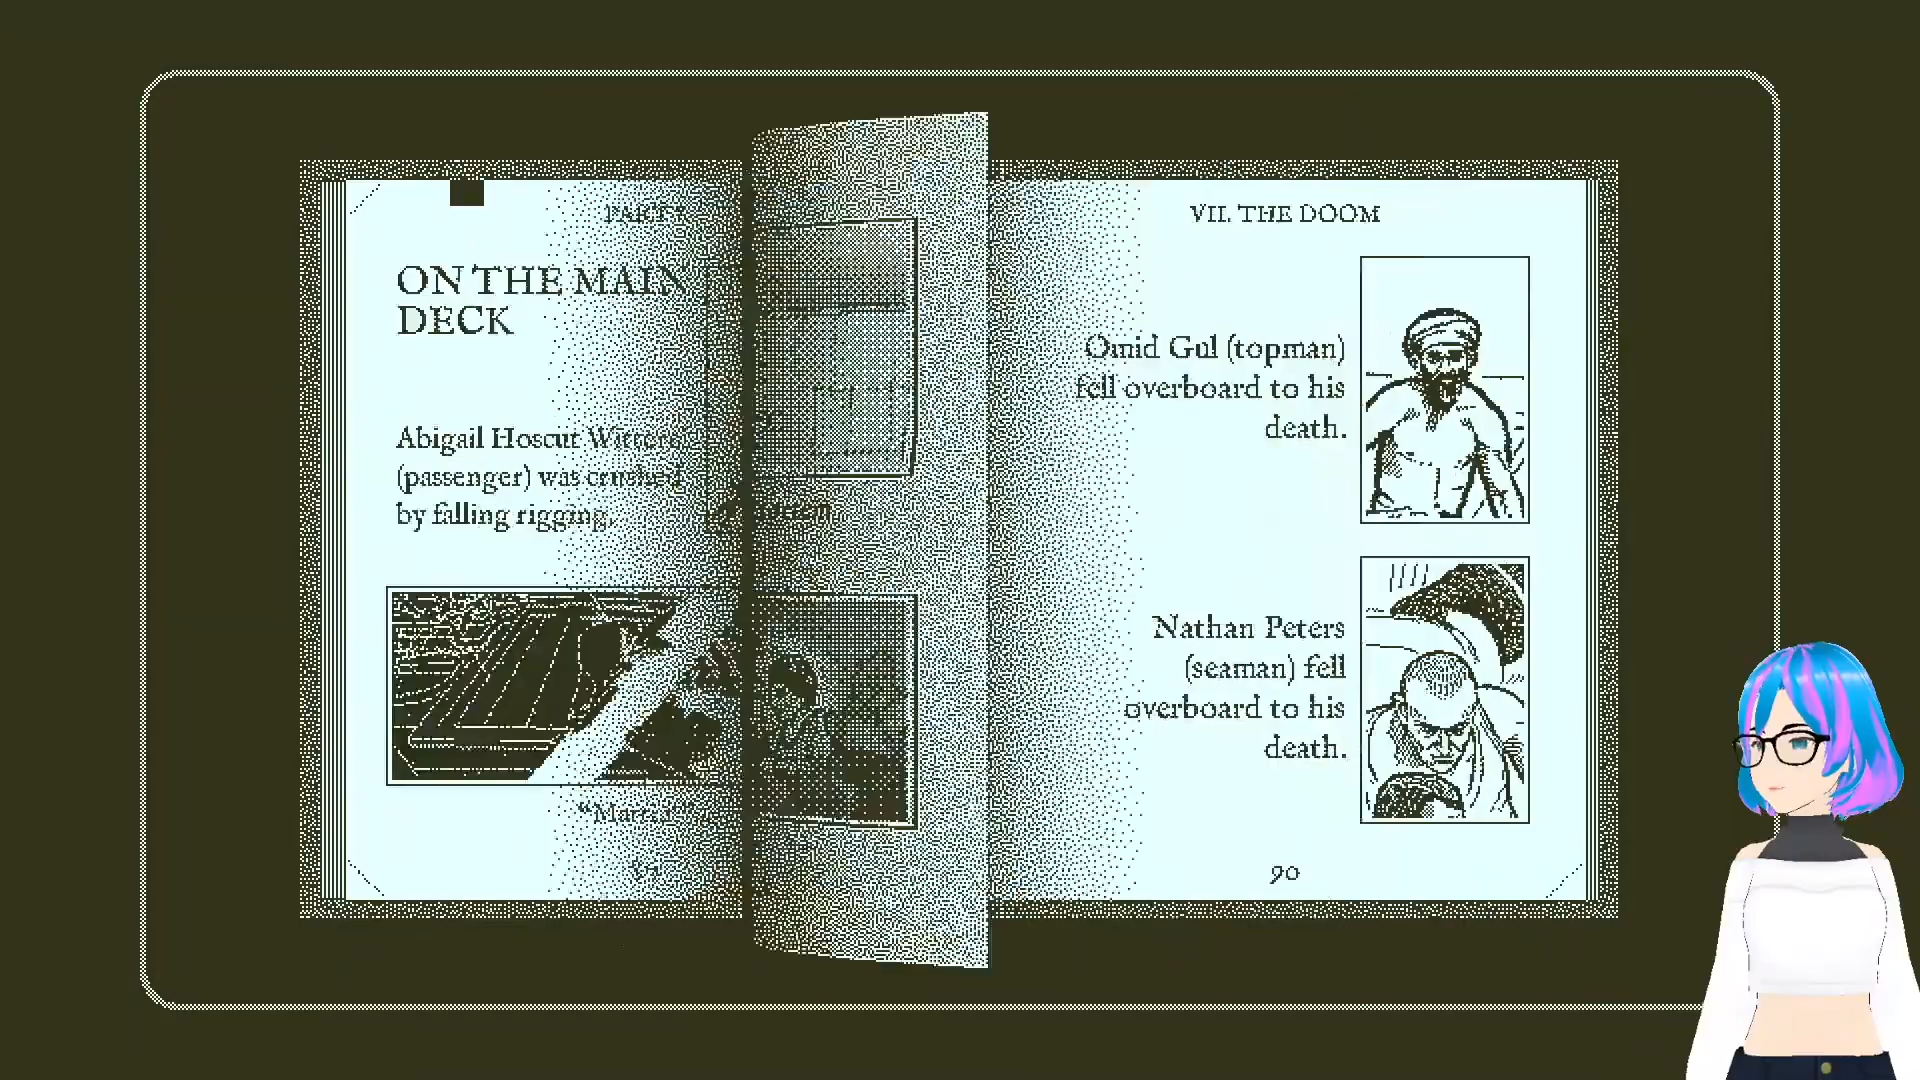 ON THE MAIN
DECK
Abigail Hoscut Witterel
(passenger) was crushed
by falling rigging.
VII. THE DOOM
Omid Gul (topman)
fell overboard to his
death.
Nathan Peters
(seaman) fell
overboard to his
death.
90